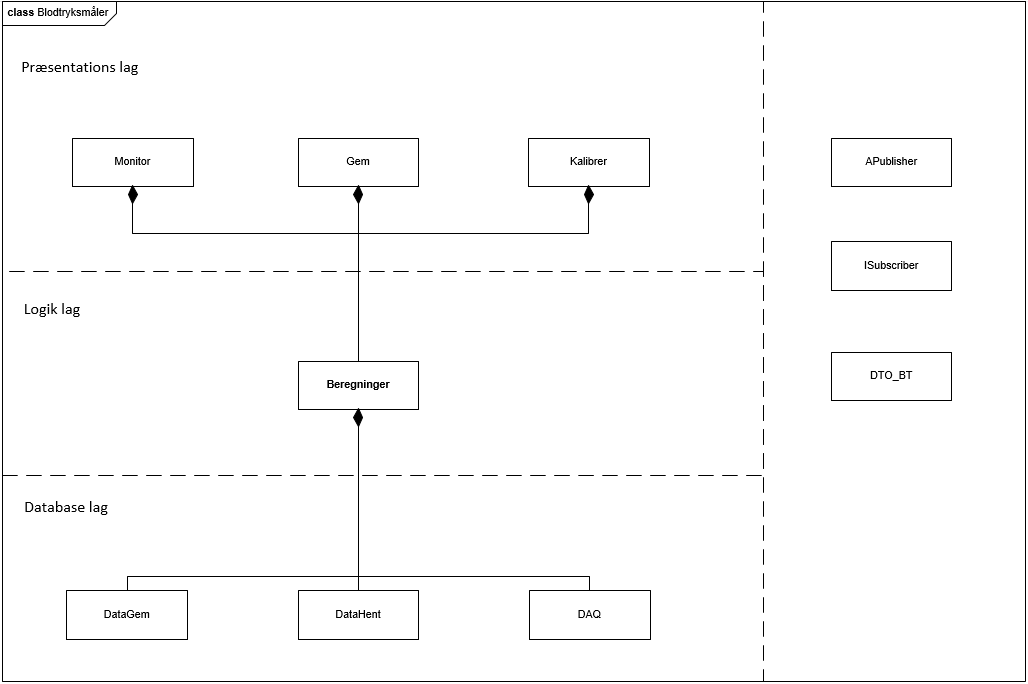 class Blodtryksmåler
Præsentations lag
Monitor
Gem
Kalibrer
APublisher
ISubscriber
Logik lag
Beregninger
DTO_BT
Database lag
DataGem
DataHent
DAQ